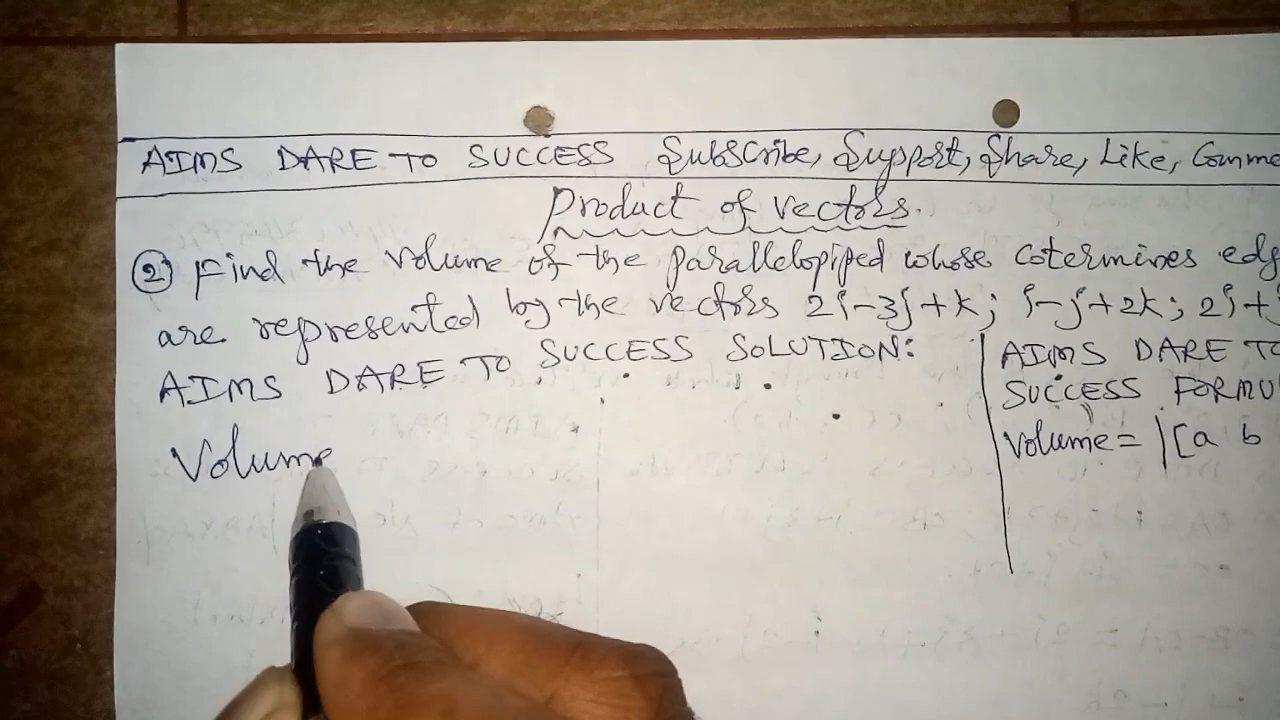 AIMS DARE TO SUCCESS Subscribe, Support, Share, Like, Comme
Product of vectors.
② Find the volume of the parallelopiped whose cotermines edg
are represented by the vectors 2i-3j+k; i-j+2k; 2j+
AIMS DARE TO SUCCESS SOLUTION:
Volume
AIMS DARE TO
SUCCESS FORMU
Volume = |[a b